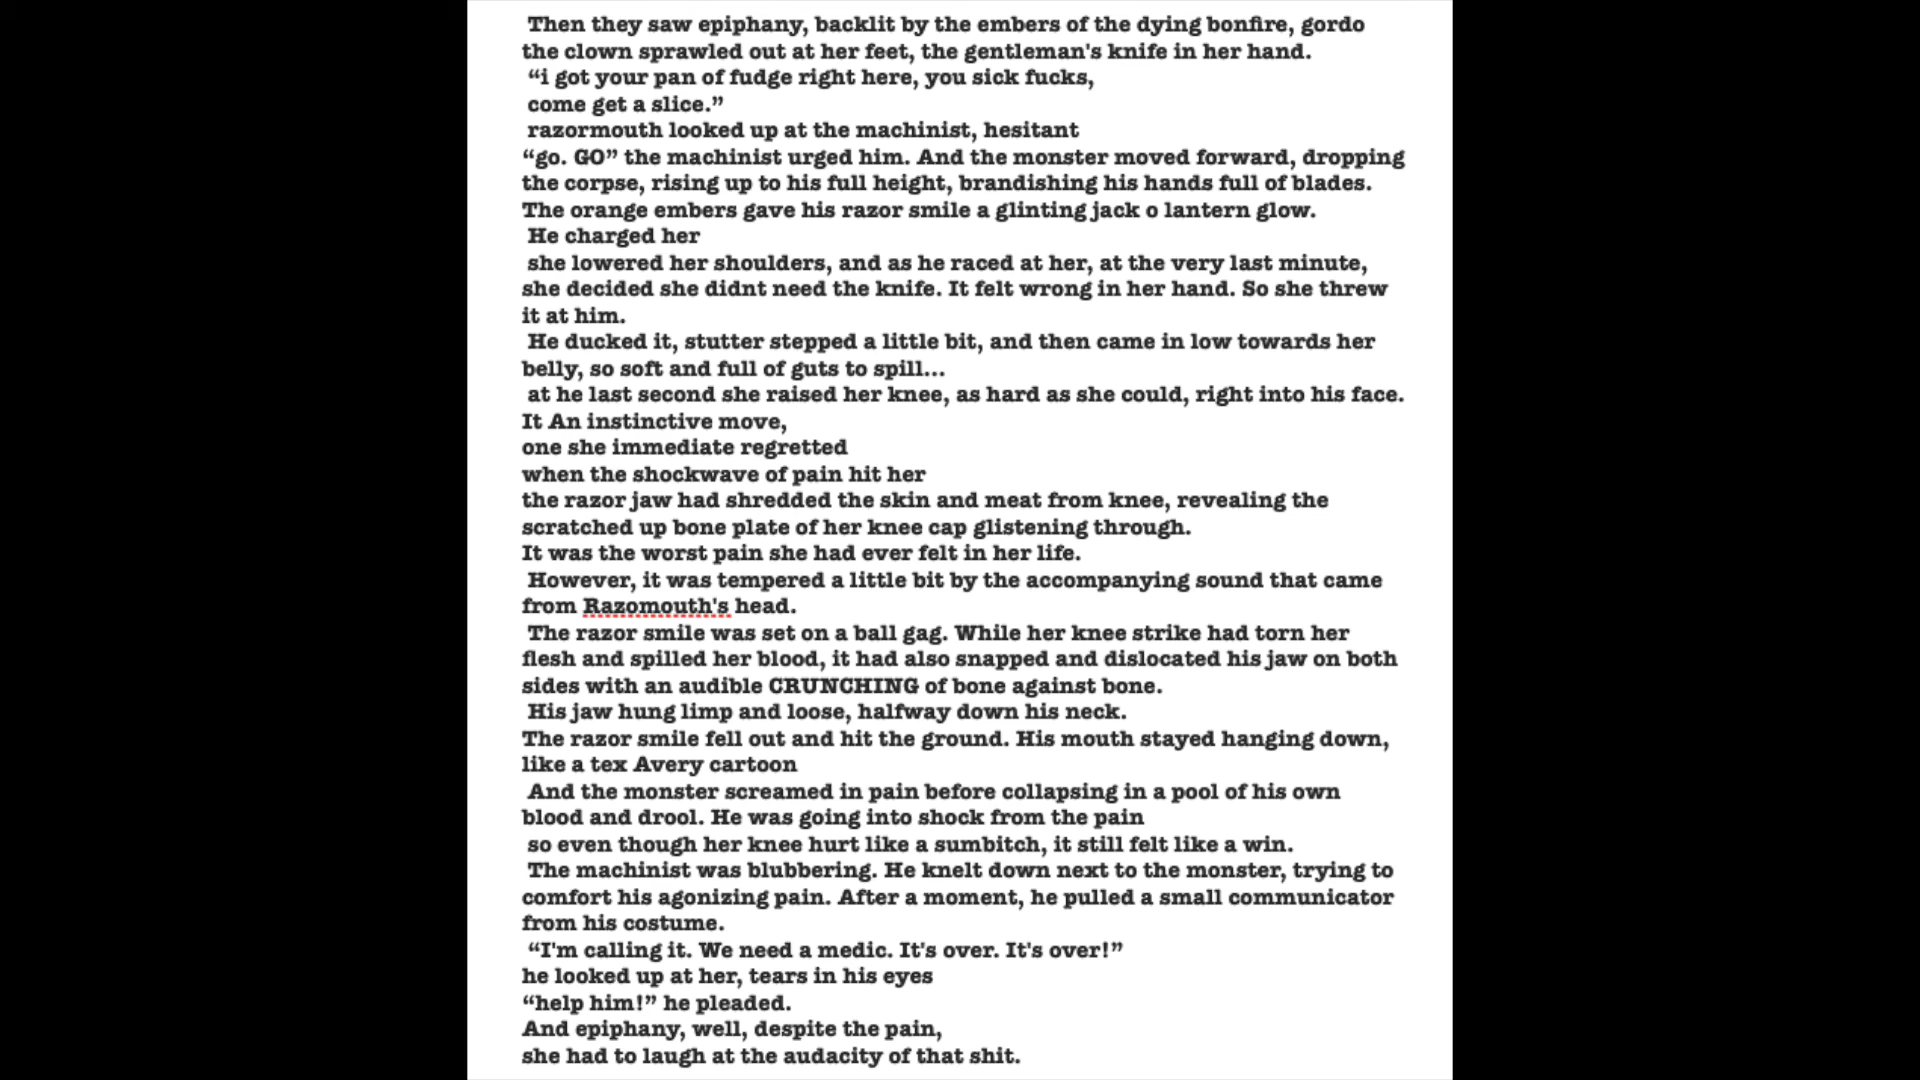 Then they saw epiphany, backlit by the embers of the dying bonfire, gordo
the clown sprawled out at her feet, the gentleman's knife in her hand.
“i got your pan of fudge right here, you sick fucks,
come get a slice.”
razormouth looked up at the machinist, hesitant
“go. GO” the machinist urged him. And the monster moved forward, dropping
the corpse, rising up to his full height, brandishing his hands full of blades.
The orange embers gave his razor smile a glinting jack o lantern glow.
He charged her
she lowered her shoulders, and as he raced at her, at the very last minute,
she decided she didnt need the knife. It felt wrong in her hand. So she threw
it at him.
He ducked it, stutter stepped a little bit, and then came in low towards her
belly, so soft and full of guts to spill...
at he last second she raised her knee, as hard as she could, right into his face.
It An instinctive move,
one she immediate regretted
when the shockwave of pain hit her
the razor jaw had shredded the skin and meat from knee, revealing the
scratched up bone plate of her knee cap glistening through.
It was the worst pain she had ever felt in her life.
However, it was tempered a little bit by the accompanying sound that came
from Razomouth's head.
The razor smile was set on a ball gag. While her knee strike had torn her
flesh and spilled her blood, it had also snapped and dislocated his jaw on both
sides with an audible CRUNCHING of bone against bone.
His jaw hung limp and loose, halfway down his neck.
The razor smile fell out and hit the ground. His mouth stayed hanging down,
like a tex Avery cartoon
And the monster screamed in pain before collapsing in a pool of his own
blood and drool. He was going into shock from the pain
so even though her knee hurt like a sumbitch, it still felt like a win.
The machinist was blubbering. He knelt down next to the monster, trying to
comfort his agonizing pain. After a moment, he pulled a small communicator
from his costume.
“I'm calling it. We need a medic. It's over. It's over!”
he looked up at her, tears in his eyes
“help him!” he pleaded.
And epiphany, well, despite the pain,
she had to laugh at the audacity of that shit.